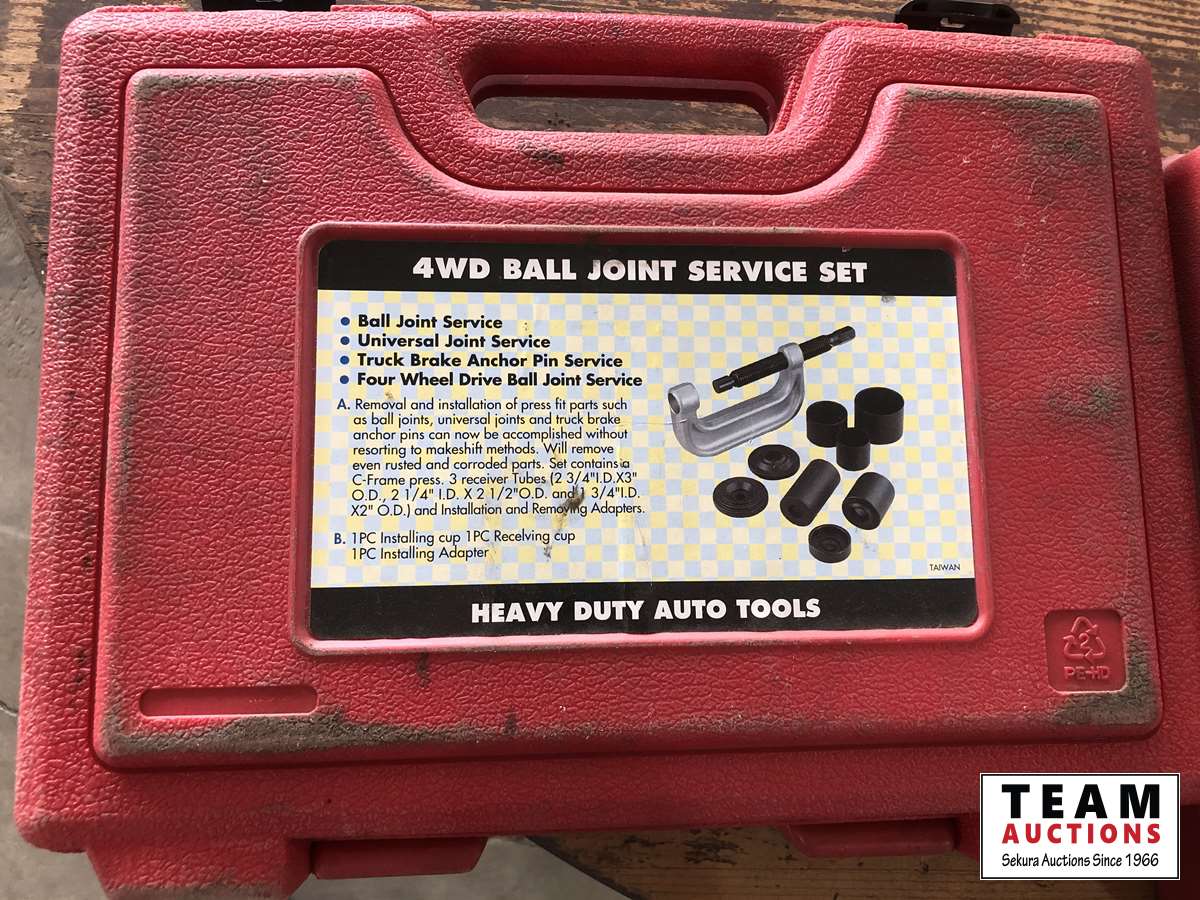 4WD BALL JOINT SERVICE SET
• Ball Joint Service
• Universal Joint Service
• Truck Brake Anchor Pin Service
• Four Wheel Drive Ball Joint Service
A. Removal and installation of press fit parts such
as ball joints, universal joints and truck brake
anchor pins can now be accomplished without
resorting to makeshift methods. Will remove
even rusted and corroded parts. Set contains a
C-Frame press. 3 receiver Tubes (2 3/4"I.D.X3"
O.D., 2 1/4" I.D. X 2 1/2"O.D. and 1 3/4"I.D.
X2" O.D.) and Installation and Removing Adapters.
B. 1PC Installing cup 1PC Recelving cup
1PC Installing Adapter
TAIWAN
HEAVY DUTY AUTO TOOLS
2
PE-HD
TEAM
AUCTIONS
Sekura Auctions Since 1966